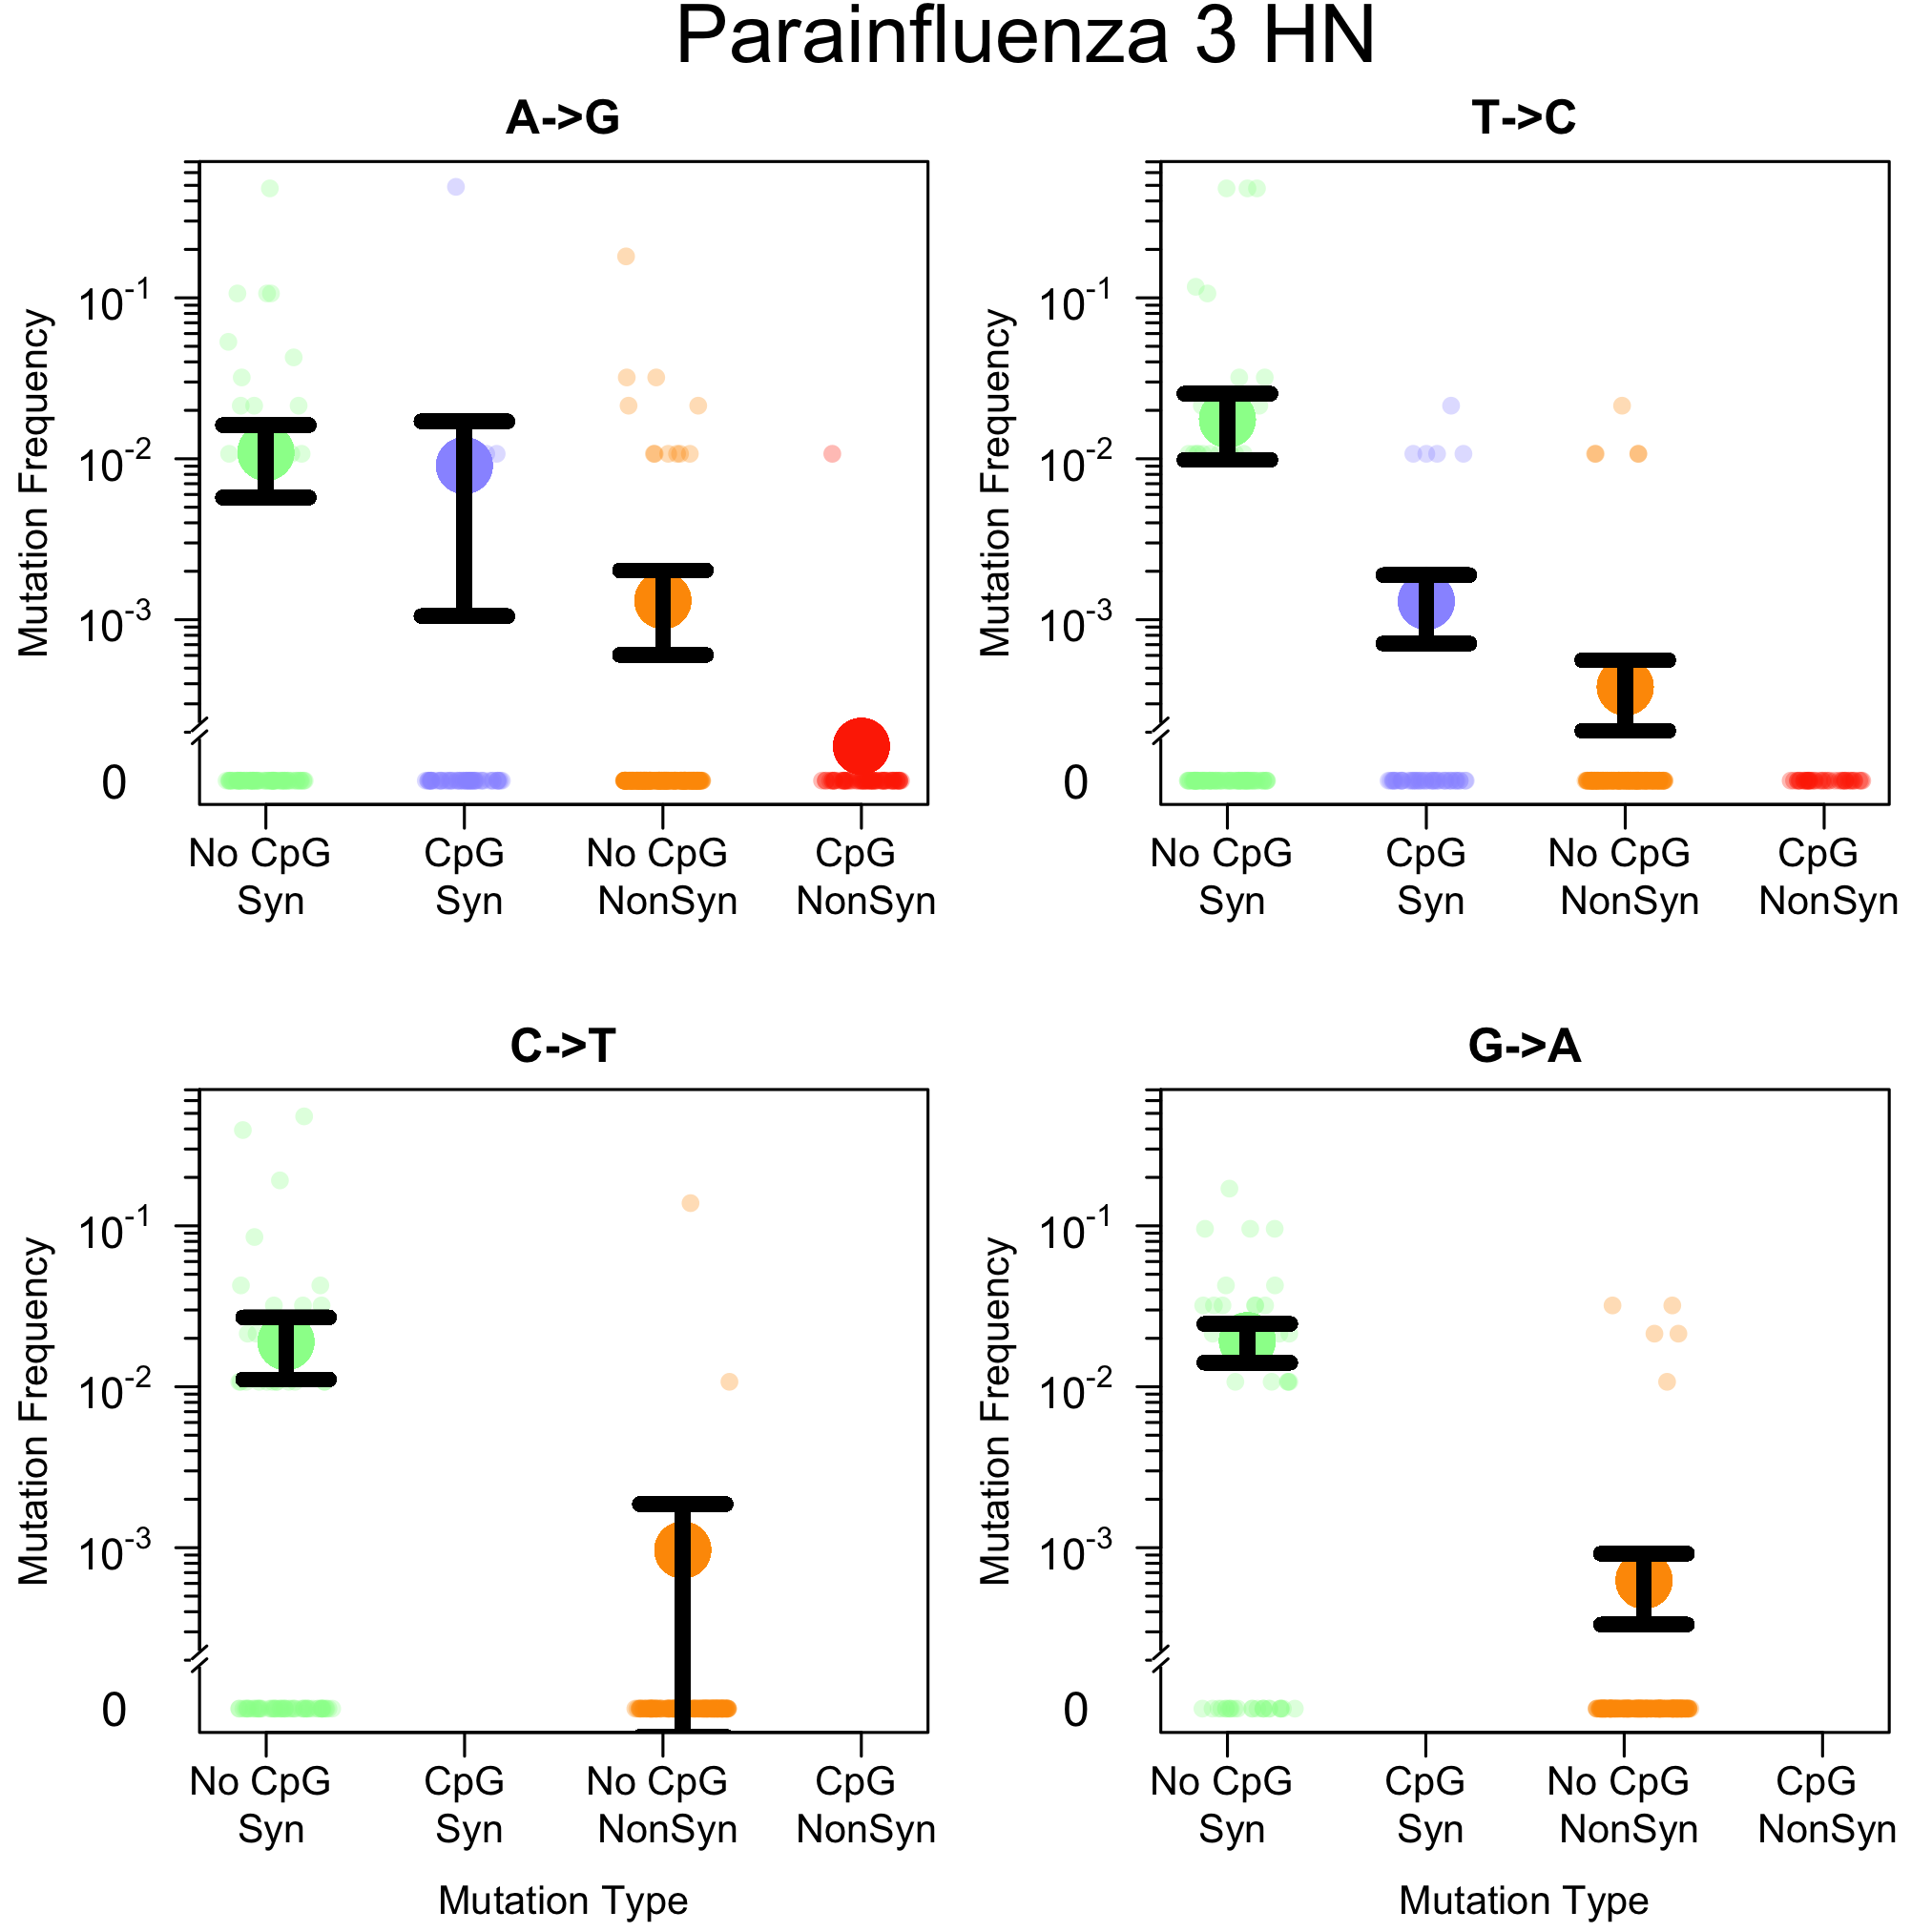 Parainfluenza 3 HN
A->G
T->C
Mutation Frequency
10-1
10-2
10-3
0
No CpG Syn
CpG Syn
No CpG NonSyn
CpG NonSyn
Mutation Frequency
10-1
10-2
10-3
0
No CpG Syn
CpG Syn
No CpG NonSyn
CpG NonSyn
C->T
G->A
Mutation Frequency
10-1
10-2
10-3
0
No CpG Syn
CpG Syn
No CpG NonSyn
CpG NonSyn
Mutation Type
Mutation Frequency
10-1
10-2
10-3
0
No CpG Syn
CpG Syn
No CpG NonSyn
CpG NonSyn
Mutation Type